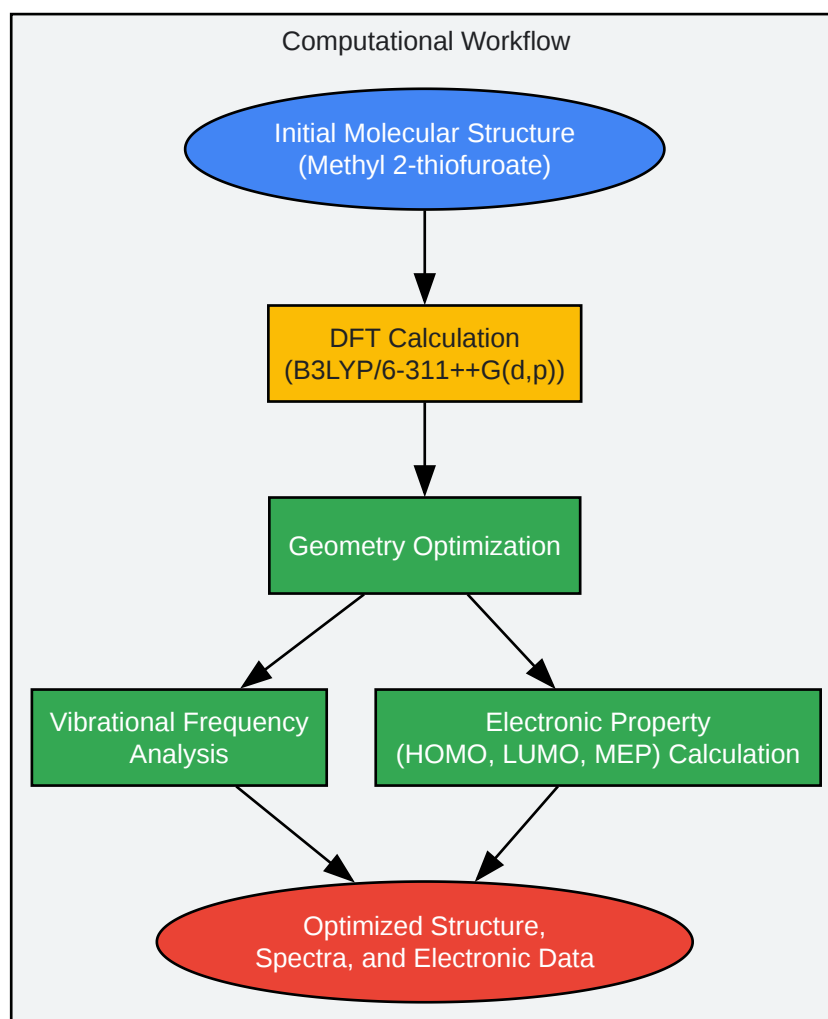 Computational Workflow
Initial Molecular Structure
(Methyl 2-thiofuroate)
DFT Calculation
(B3LYP/6-311++G(d,p))
Geometry Optimization
Vibrational Frequency
Analysis
Electronic Property
(HOMO, LUMO, MEP) Calculation
Optimized Structure,
Spectra, and Electronic Data